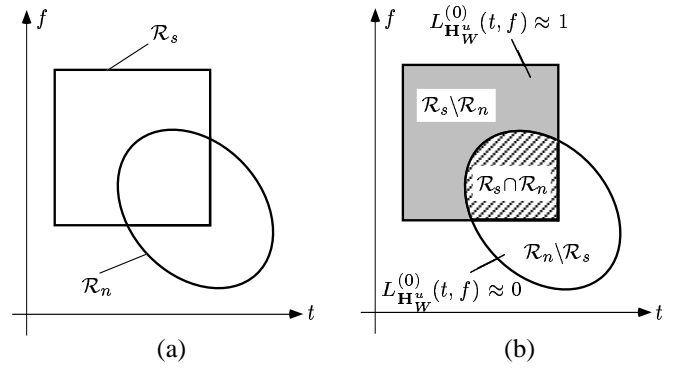 f
R_s
R_n
t
(a)
f
L^{(0)}_{H^u_W}(t, f) ≈ 1
R_s\R_n
R_s∩R_n
R_n\R_s
L^{(0)}_{H^u_W}(t, f) ≈ 0
t
(b)